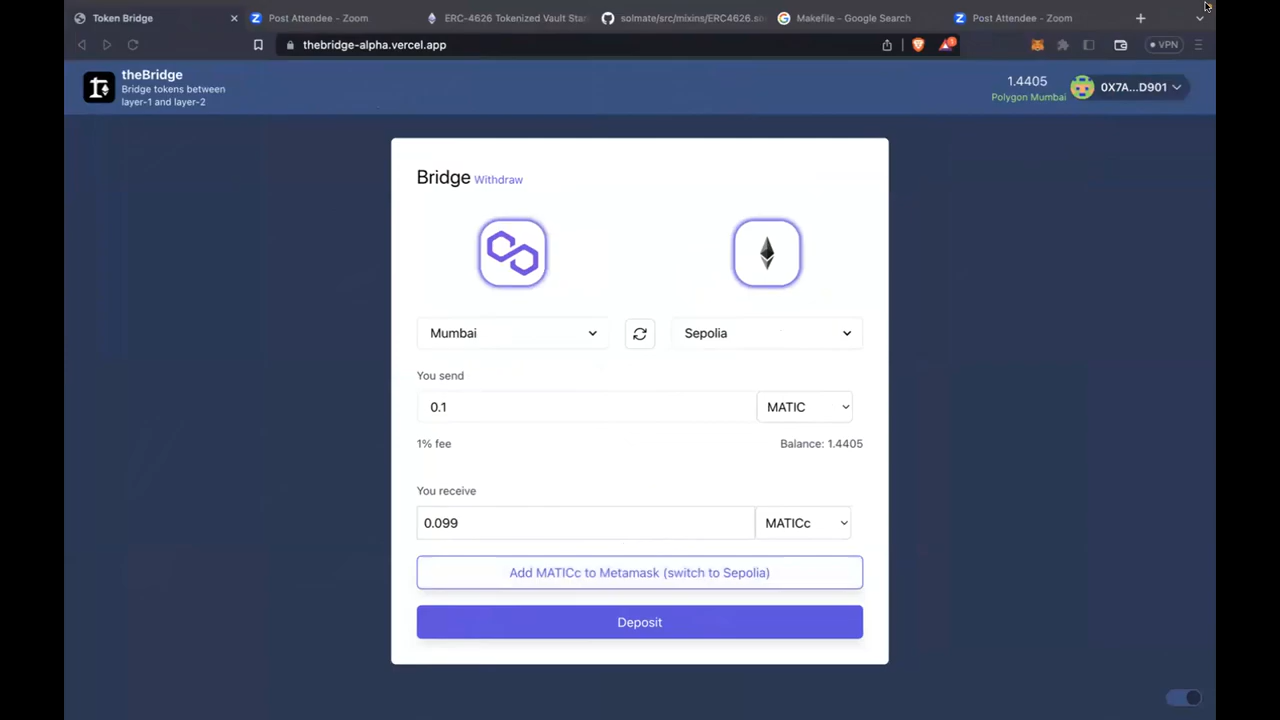 Token Bridge
Post Attendee - Zoom
ERC-4626 Tokenized Vault Stan
solmate/src/mixins/ERC4626.so
Makefile - Google Search
Post Attendee - Zoom
thebridge-alpha.vercel.app
VPN
theBridge
Bridge tokens between
layer-1 and layer-2
1.4405
Polygon Mumbai
0X7A...D901
Bridge Withdraw
Mumbai
Sepolia
You send
0.1
MATIC
1% fee
Balance: 1.4405
You receive
0.099
MATICc
Add MATICc to Metamask (switch to Sepolia)
Deposit